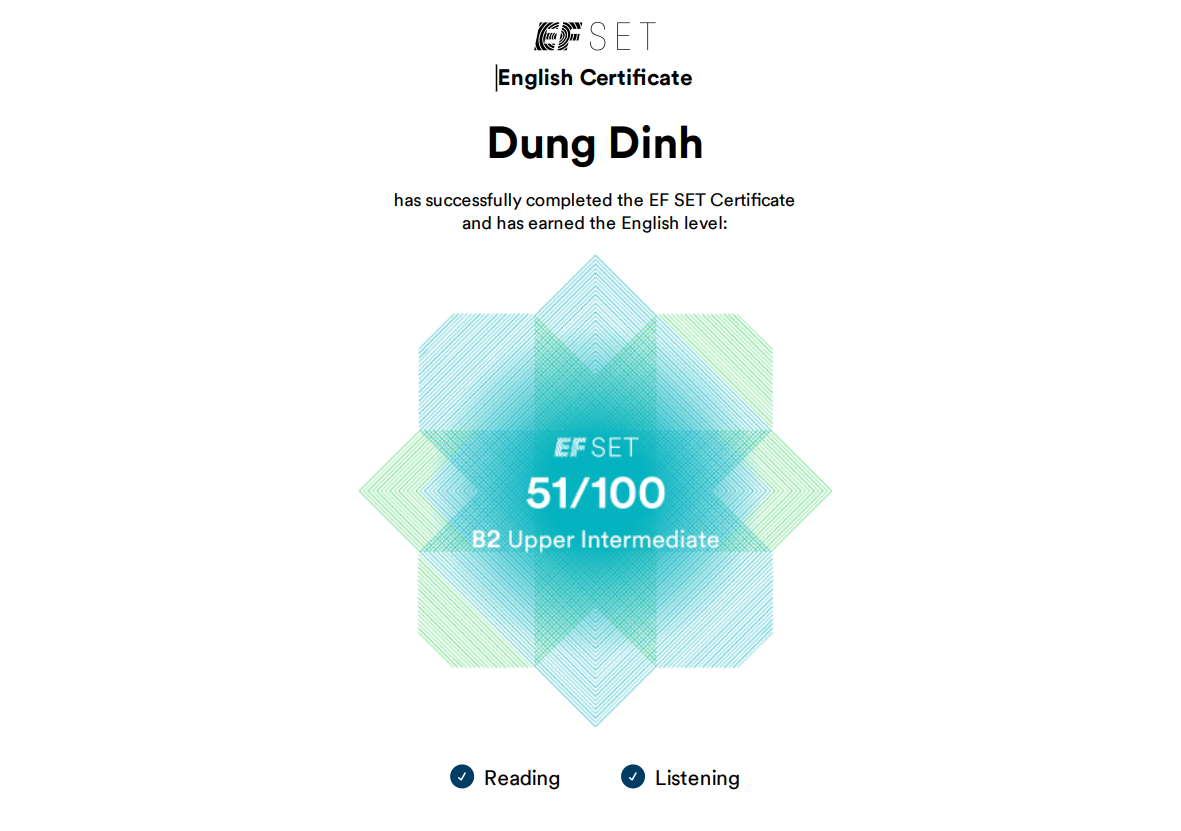 EF SET
English Certificate
Dung Dinh
has successfully completed the EF SET Certificate
and has earned the English level:
EF SET
51/100
B2 Upper Intermediate
Reading
Listening